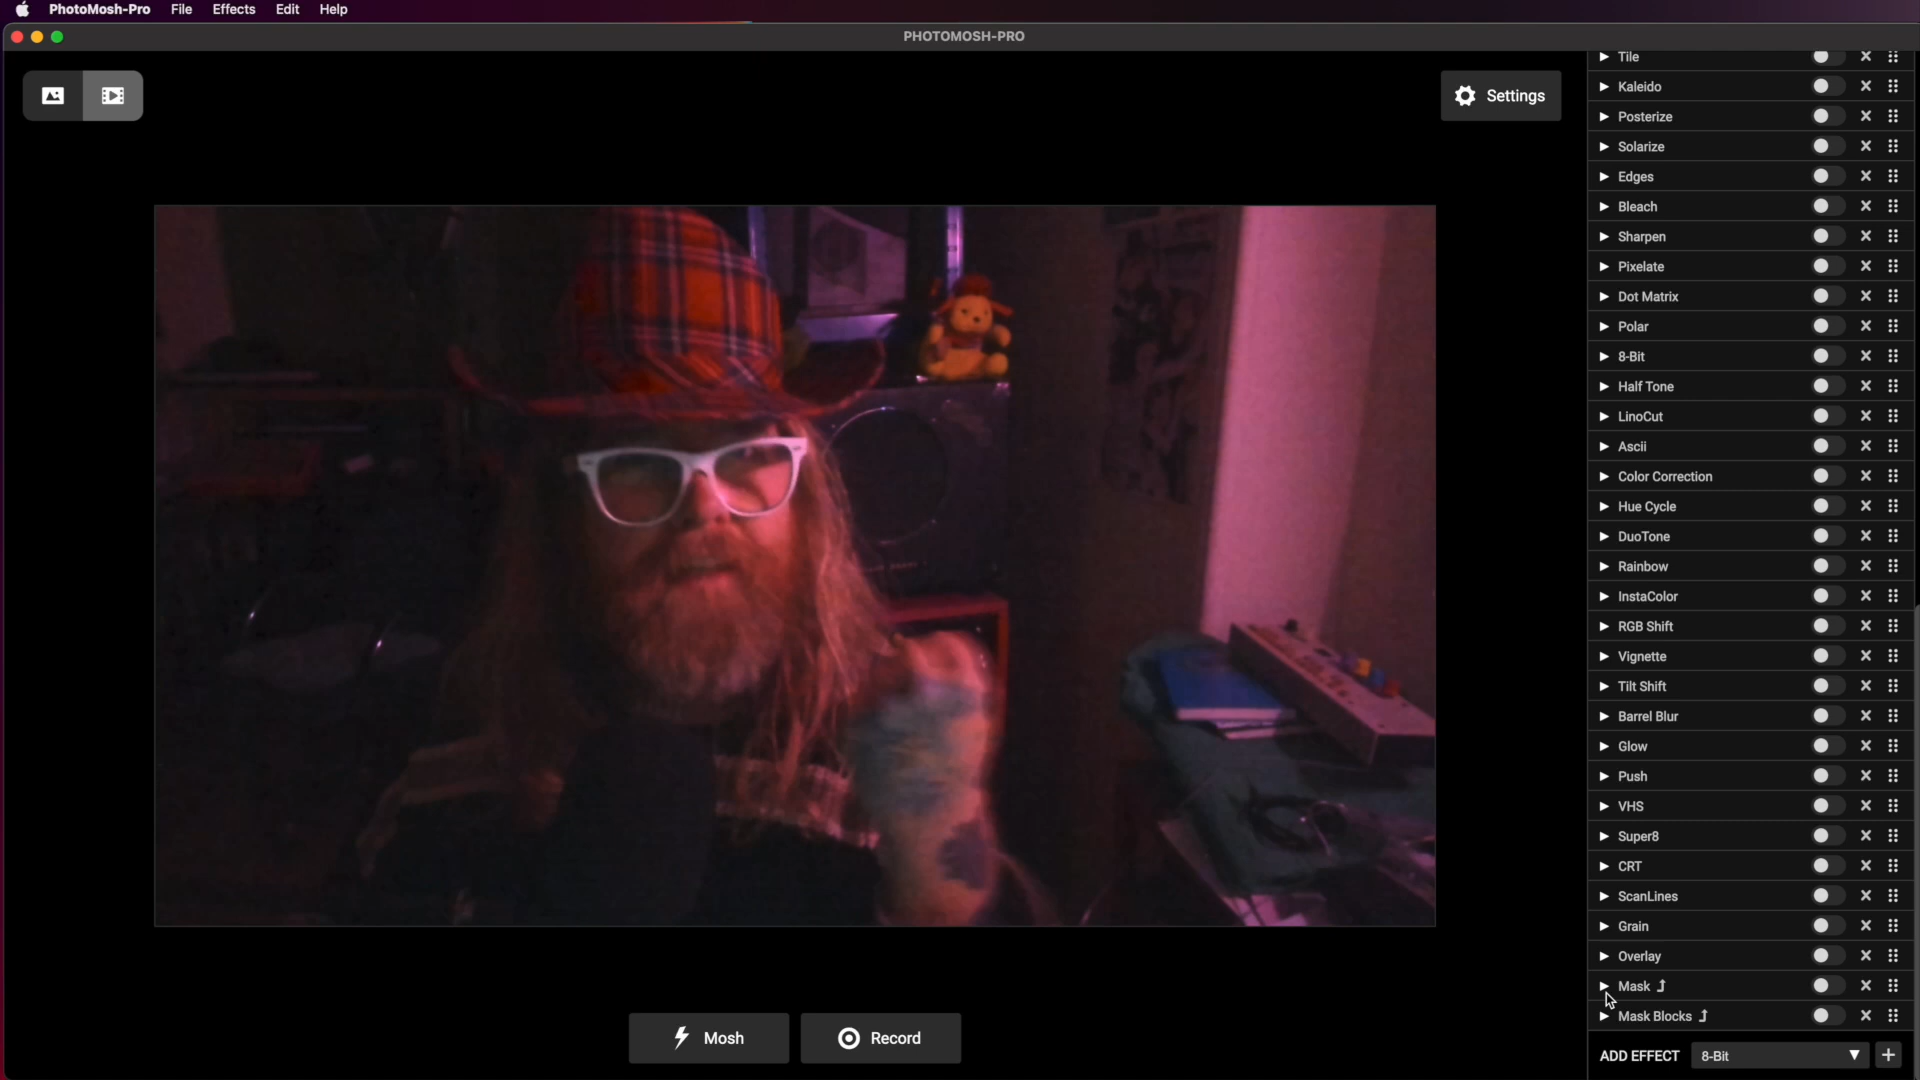 PhotoMosh-Pro File Effects Edit Help
PHOTOMOSH-PRO
Settings
Tile
Kaleido
Posterize
Solarize
Edges
Bleach
Sharpen
Pixelate
Dot Matrix
Polar
8-Bit
Half Tone
LinoCut
Ascii
Color Correction
Hue Cycle
DuoTone
Rainbow
InstaColor
RGB Shift
Vignette
Tilt Shift
Barrel Blur
Glow
Push
VHS
Super8
CRT
ScanLines
Grain
Overlay
Mask
Mask Blocks
Mosh
Record
ADD EFFECT 8-Bit